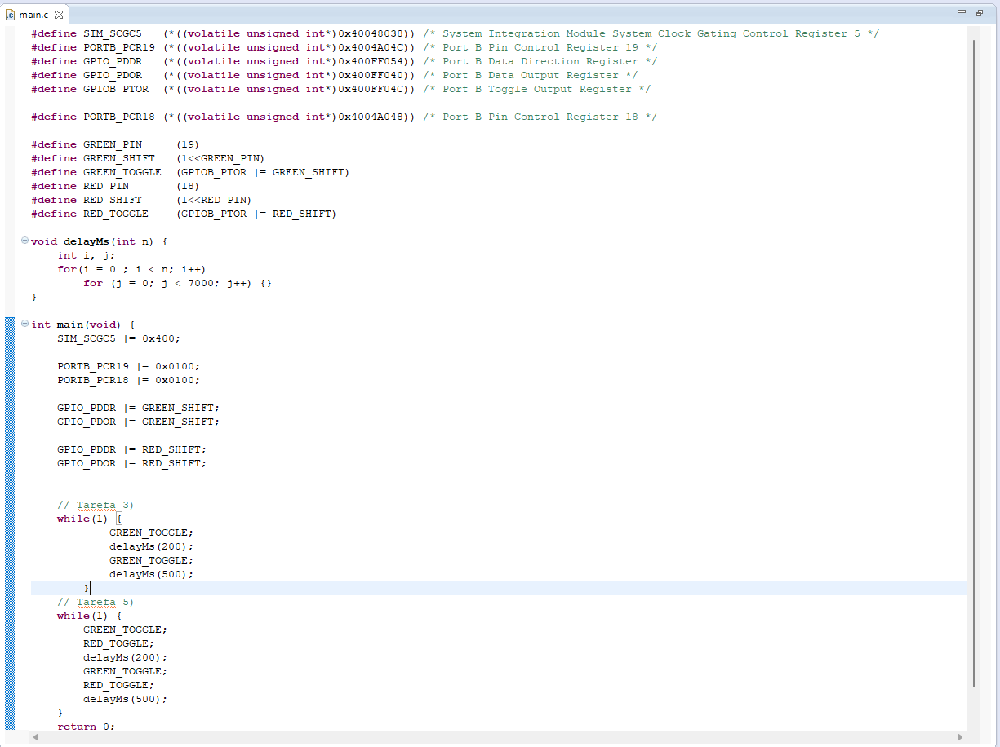 main.c
#define SIM_SCGC5   (*((volatile unsigned int*)0x40048038)) /* System Integration Module System Clock Gating Control Register 5 */
#define PORTB_PCR19 (*((volatile unsigned int*)0x4004A04C)) /* Port B Pin Control Register 19 */
#define GPIO_PDDR   (*((volatile unsigned int*)0x400FF054)) /* Port B Data Direction Register */
#define GPIO_PDOR   (*((volatile unsigned int*)0x400FF040)) /* Port B Data Output Register */
#define GPIOB_PTOR  (*((volatile unsigned int*)0x400FF04C)) /* Port B Toggle Output Register */

#define PORTB_PCR18 (*((volatile unsigned int*)0x4004A048)) /* Port B Pin Control Register 18 */

#define GREEN_PIN     (19)
#define GREEN_SHIFT   (1<<GREEN_PIN)
#define GREEN_TOGGLE  (GPIOB_PTOR |= GREEN_SHIFT)
#define RED_PIN       (18)
#define RED_SHIFT     (1<<RED_PIN)
#define RED_TOGGLE    (GPIOB_PTOR |= RED_SHIFT)

void delayMs(int n) {
    int i, j;
    for(i = 0 ; i < n; i++)
        for (j = 0; j < 7000; j++) {}
}

int main(void) {
    SIM_SCGC5 |= 0x400;

    PORTB_PCR19 |= 0x0100;
    PORTB_PCR18 |= 0x0100;

    GPIO_PDDR |= GREEN_SHIFT;
    GPIO_PDOR |= GREEN_SHIFT;

    GPIO_PDDR |= RED_SHIFT;
    GPIO_PDOR |= RED_SHIFT;


    // Tarefa 3)
    while(1) {
            GREEN_TOGGLE;
            delayMs(200);
            GREEN_TOGGLE;
            delayMs(500);
        }
    // Tarefa 5)
    while(1) {
        GREEN_TOGGLE;
        RED_TOGGLE;
        delayMs(200);
        GREEN_TOGGLE;
        RED_TOGGLE;
        delayMs(500);
    }
    return 0;